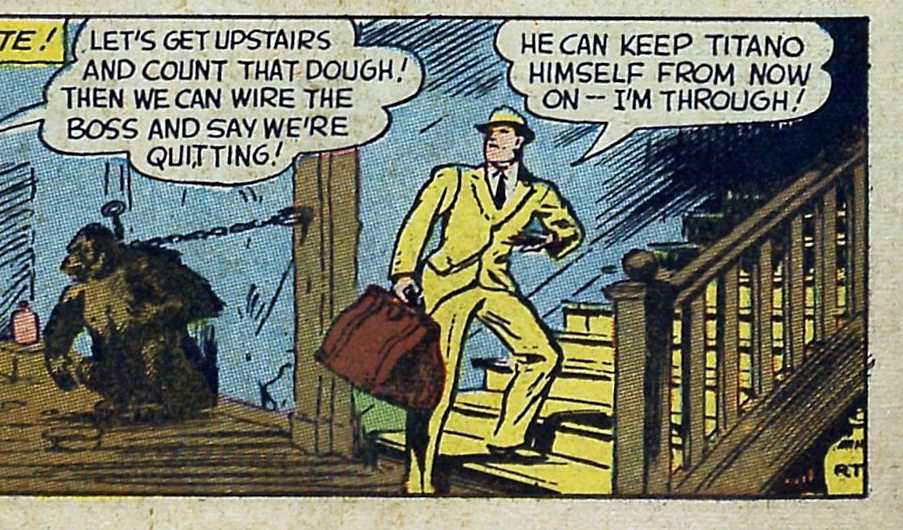 TE!
LET'S GET UPSTAIRS
AND COUNT THAT DOUGH!
THEN WE CAN WIRE THE
BOSS AND SAY WE'RE
QUITTING!
HE CAN KEEP TITANO
HIMSELF FROM NOW
ON -- I'M THROUGH!
RT